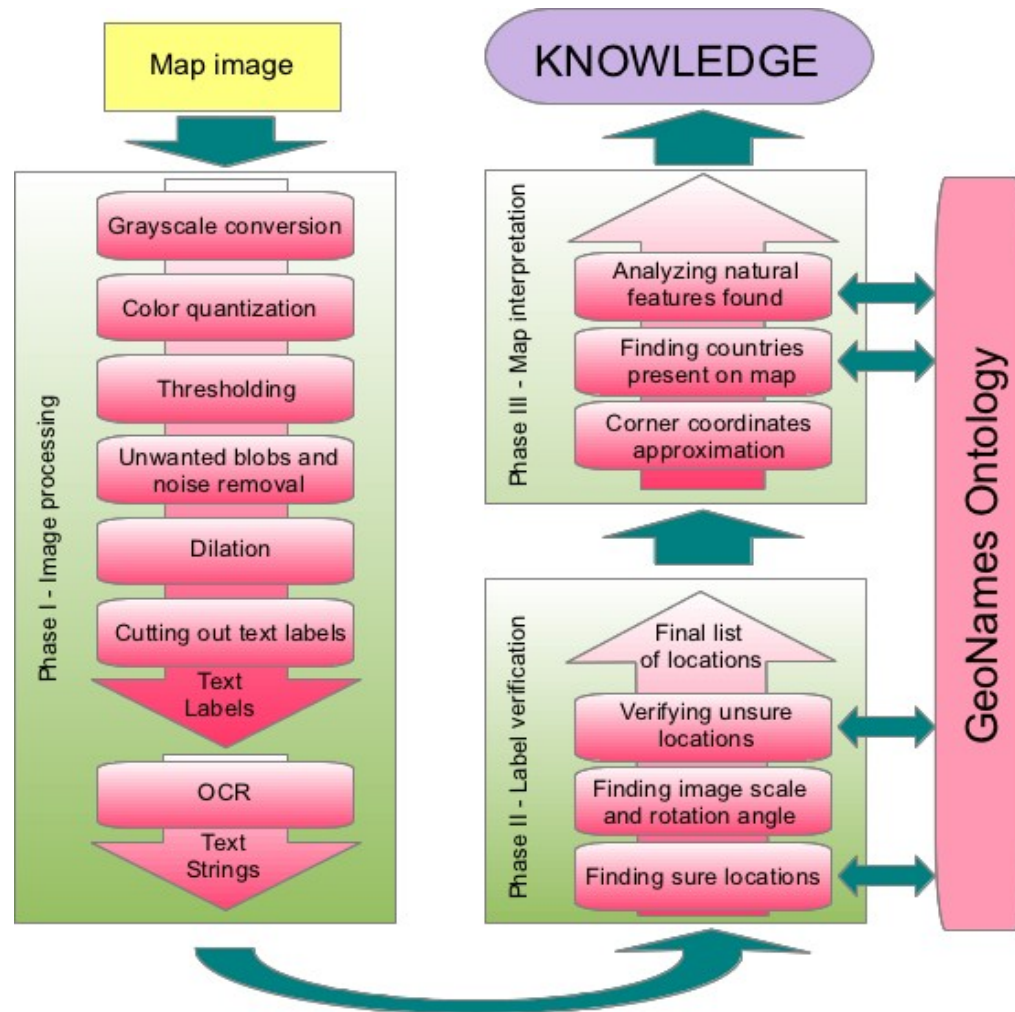 Map image
Phase I - Image processing
Grayscale conversion
Color quantization
Thresholding
Unwanted blobs and
noise removal
Dilation
Cutting out text labels
Text
Labels
OCR
Text
Strings
KNOWLEDGE
Phase III - Map interpretation
Analyzing natural
features found
Finding countries
present on map
Corner coordinates
approximation
Phase II - Label verification
Final list
of locations
Verifying unsure
locations
Finding image scale
and rotation angle
Finding sure locations
GeoNames Ontology